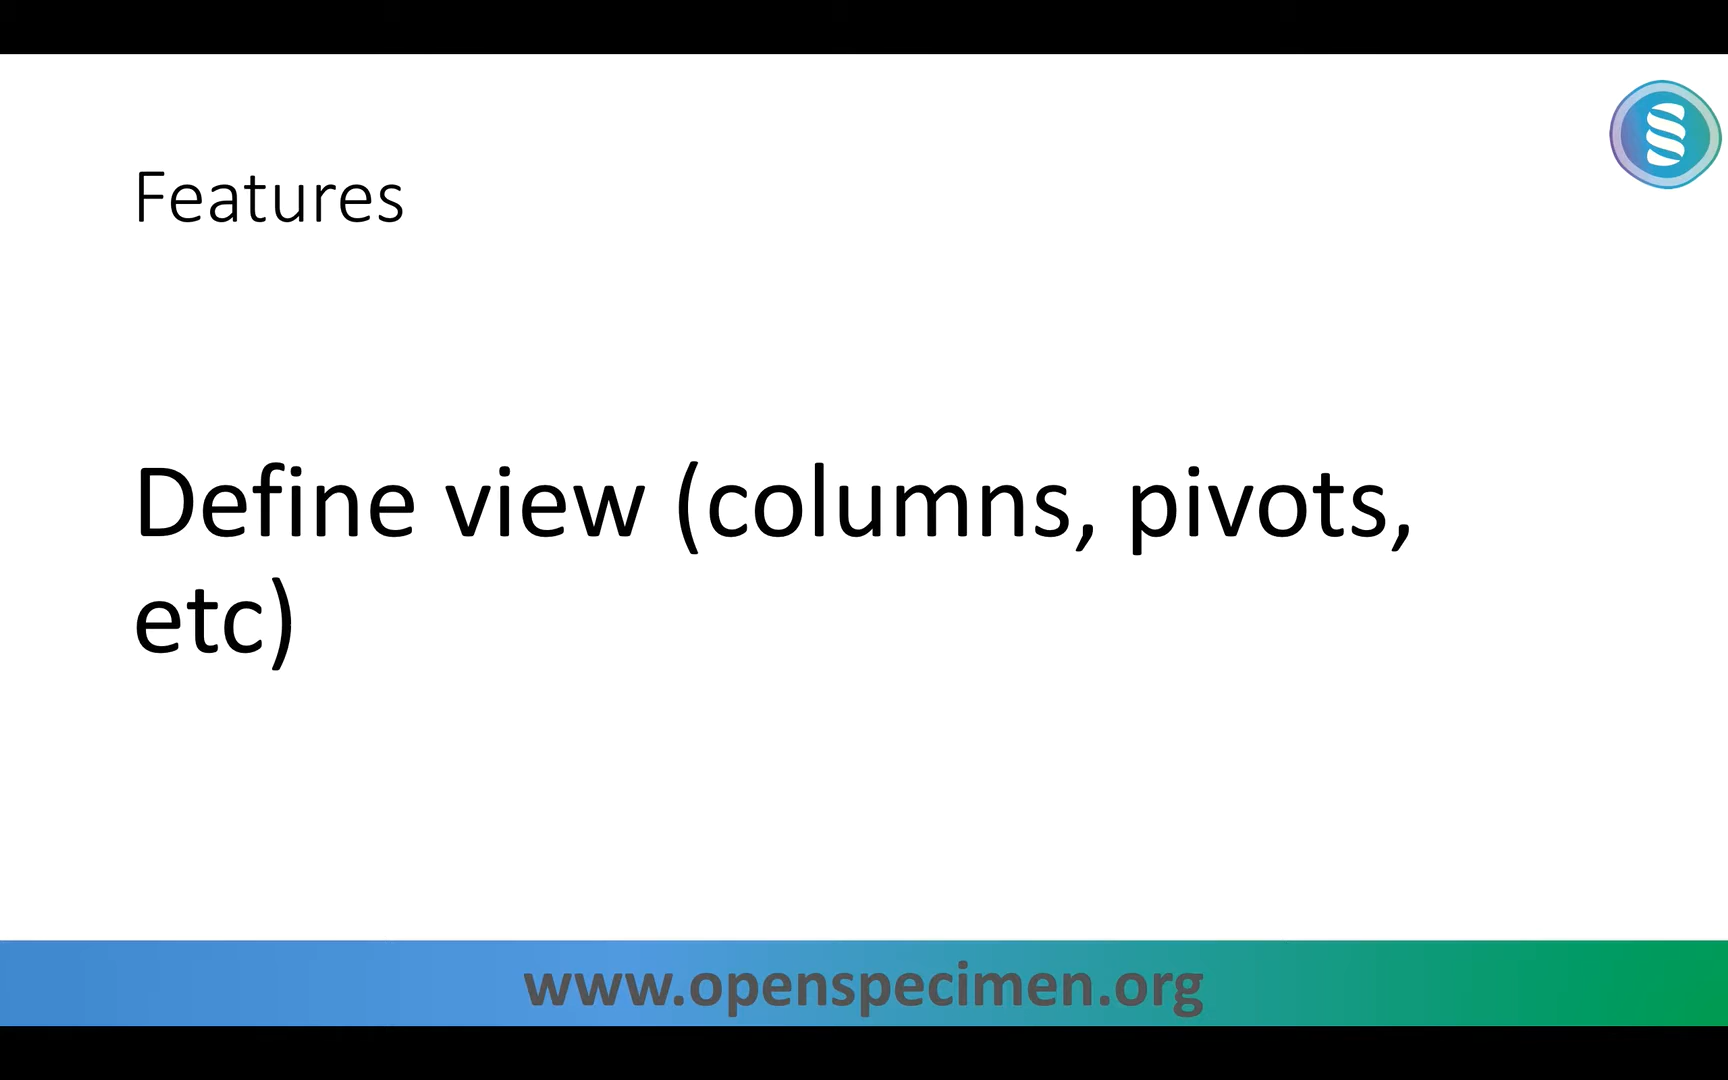 Features
Define view (columns, pivots,
etc)
www.openspecimen.org